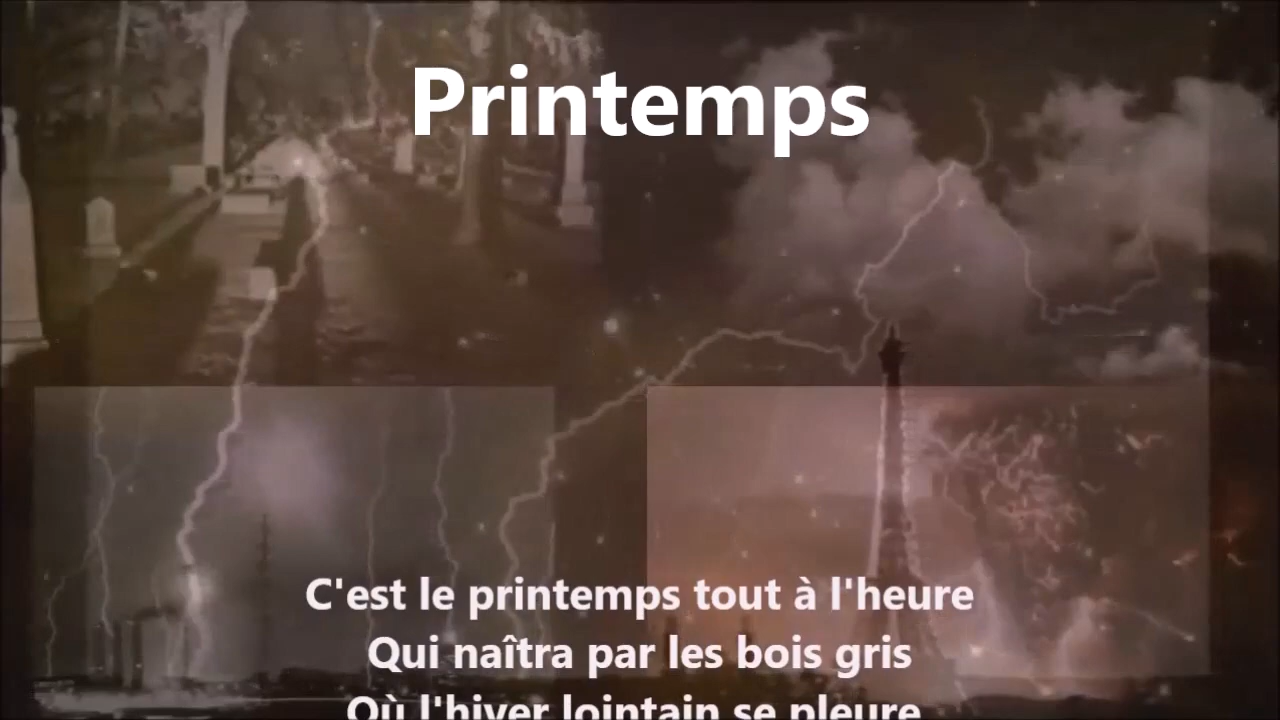 Printemps
C'est le printemps tout à l'heure
Qui naîtra par les bois gris
Où l'hiver lointain se pleure